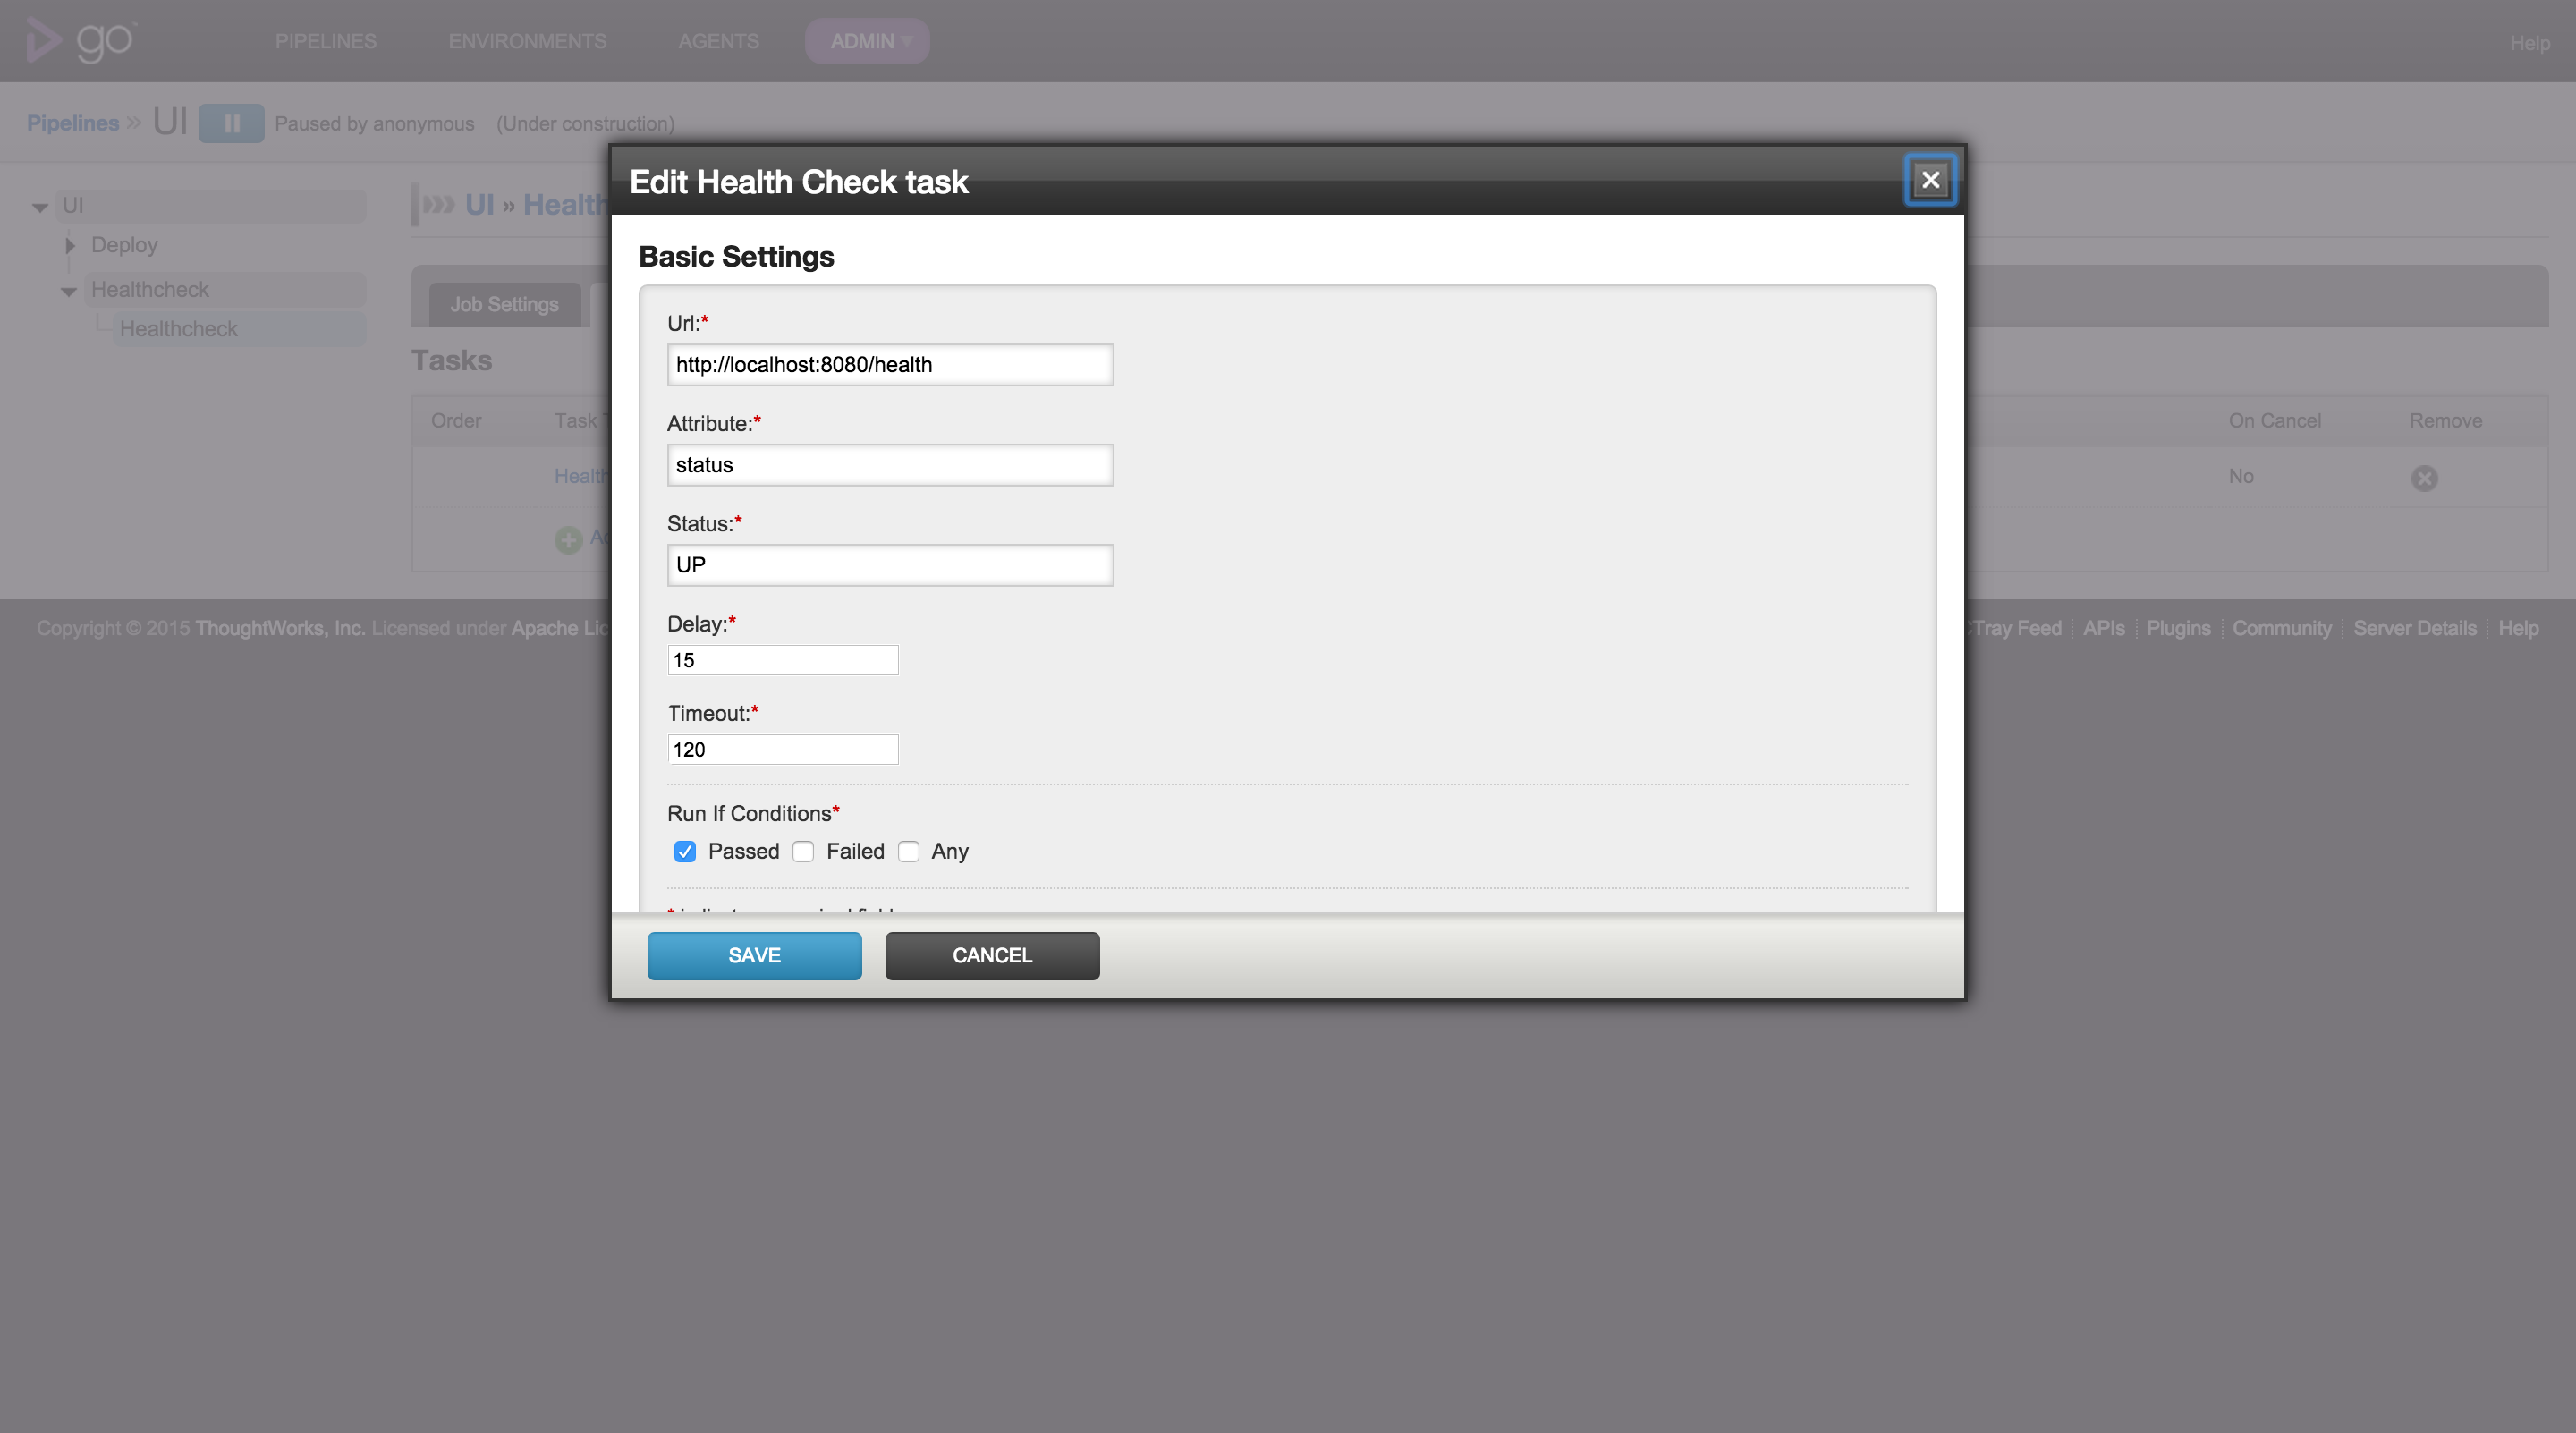 go™
PIPELINES ENVIRONMENTS AGENTS ADMIN Help
Pipelines » UI Paused by anonymous (Under construction)
Edit Health Check task
UI
Deploy
Healthcheck
Healthcheck
UI » Health
Job Settings
Tasks
Order Task On Cancel Remove
Health No
Copyright © 2015 ThoughtWorks, Inc. Licensed under Apache
Tray Feed APIs Plugins Community Server Details Help
Basic Settings
Url:*
http://localhost:8080/health
Attribute:*
status
Status:*
UP
Delay:*
15
Timeout:*
120
Run If Conditions*
Passed Failed Any
SAVE CANCEL